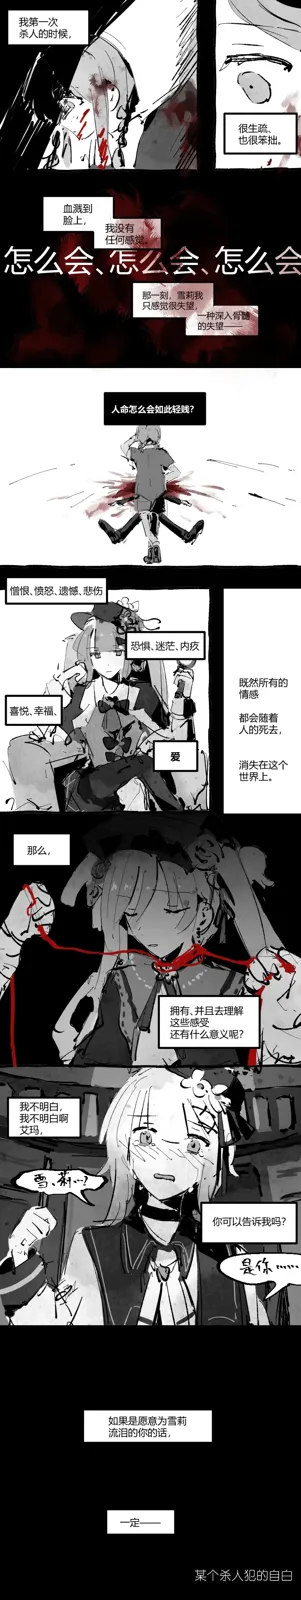 我第一次
杀人的时候，
很生疏、
也很笨拙。
血溅到
脸上，
我没有
任何感觉。
怎么会、怎么会、怎么会
那一刻，雪莉我
只感觉很失望，
一种深入骨髓
的失望——
人命怎么会如此轻贱？
憎恨、愤怒、遗憾、悲伤
恐惧、迷茫、内疚
喜悦、幸福、
爱
既然所有的
情感
都会随着
人的死去，
消失在这个
世界上。
那么，
拥有、并且去理解
这些感受
还有什么意义呢？
我不明白，
我不明白啊
艾玛，
雪莉…？
你可以告诉我吗？
是你……
如果是愿意为雪莉
流泪的你的话，
一定——
某个杀人犯的自白